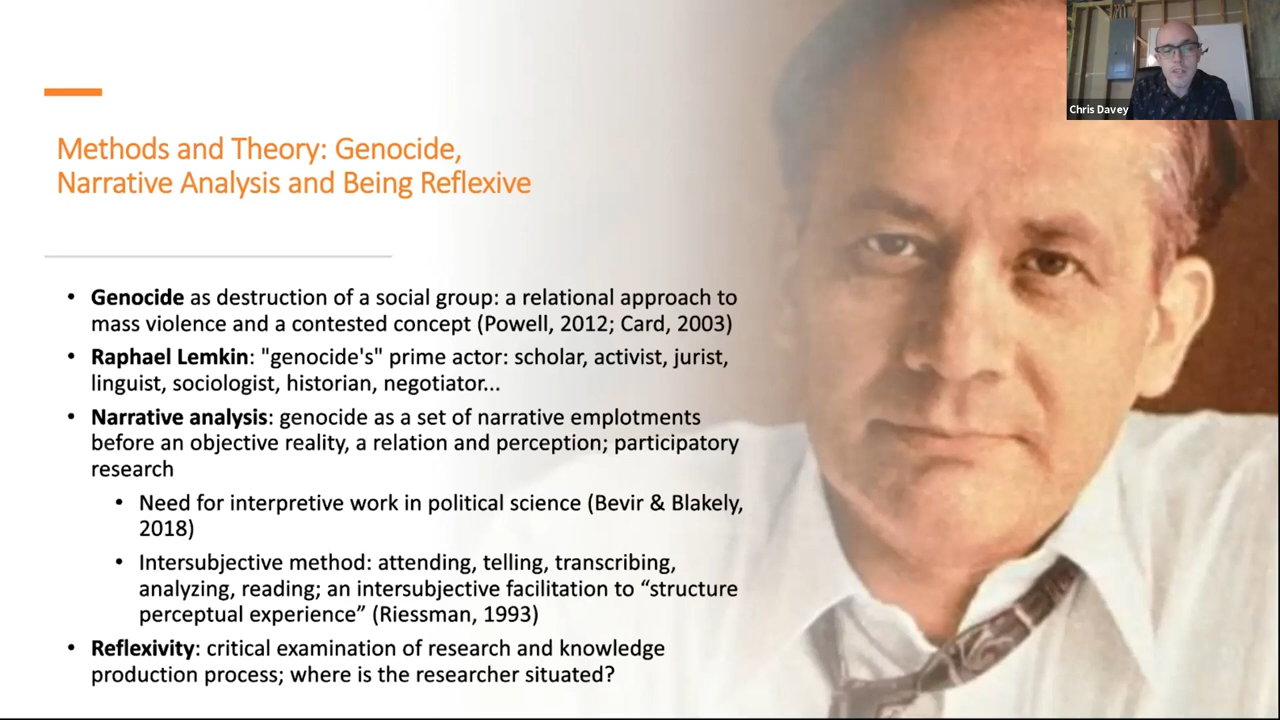 Chris Davey
Methods and Theory: Genocide,
Narrative Analysis and Being Reflexive
• Genocide as destruction of a social group: a relational approach to
mass violence and a contested concept (Powell, 2012; Card, 2003)
• Raphael Lemkin: "genocide's" prime actor: scholar, activist, jurist,
linguist, sociologist, historian, negotiator...
• Narrative analysis: genocide as a set of narrative emplotments
before an objective reality, a relation and perception; participatory
research
• Need for interpretive work in political science (Bevir & Blakely,
2018)
• Intersubjective method: attending, telling, transcribing,
analyzing, reading; an intersubjective facilitation to “structure
perceptual experience” (Riessman, 1993)
• Reflexivity: critical examination of research and knowledge
production process; where is the researcher situated?